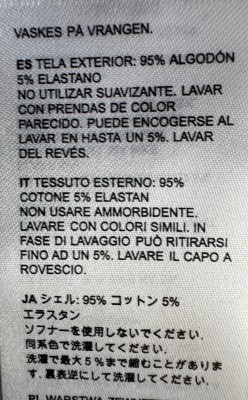 VASKES PÅ VRANGEN.
ES TELA EXTERIOR: 95% ALGODÓN
5% ELASTANO
NO UTILIZAR SUAVIZANTE. LAVAR
CON PRENDAS DE COLOR
PARECIDO. PUEDE ENCOGERSE AL
LAVAR EN HASTA UN 5%. LAVAR
DEL REVÉS.
IT TESSUTO ESTERNO: 95%
COTONE 5% ELASTAN
NON USARE AMMORBIDENTE.
LAVARE CON COLORI SIMILI. IN
FASE DI LAVAGGIO PUÒ RITIRARSI
FINO AD UN 5%. LAVARE IL CAPO A
ROVESCIO.
JA シェル: 95% コットン 5%
エラスタン
ソフナーを使用しないでください.
同系色で洗濯してください.
洗濯で最大5%まで縮むことがありま
す. 裏表逆にして洗濯してください.
PL WARSTWA